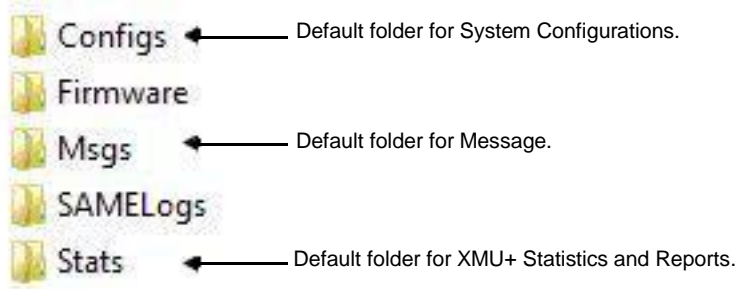 Configs Default folder for System Configurations.
Firmware
Msgs Default folder for Message.
SAMELogs
Stats Default folder for XMU+ Statistics and Reports.